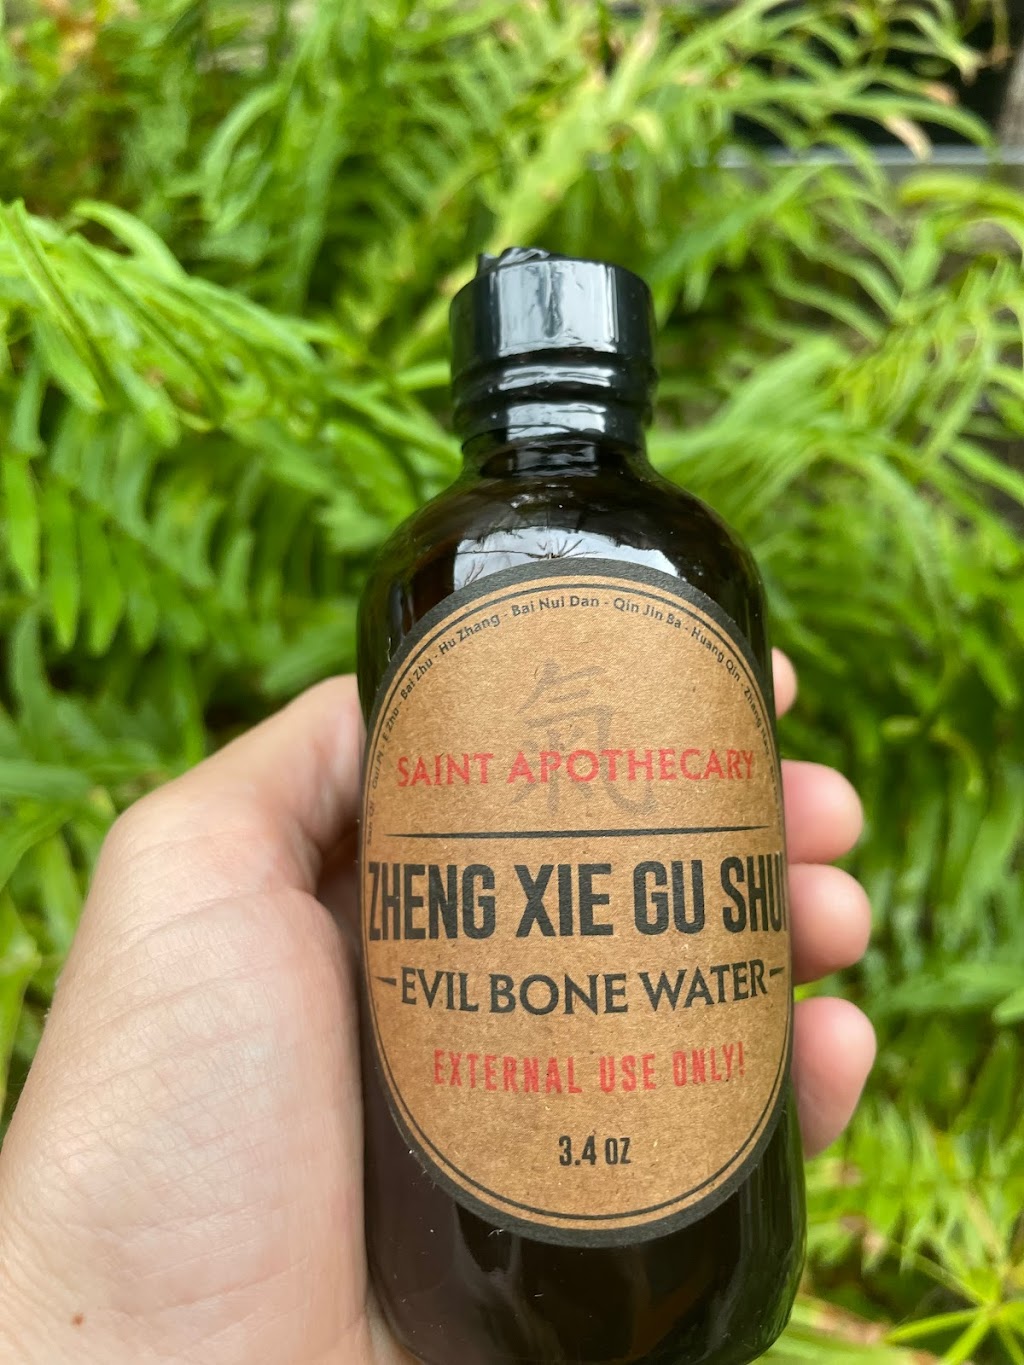 Bai Zhu - Hu Zhang - Bai Nui Dan - Qin Jin Ba - Huang Qin - Zhang
氣
SAINT APOTHECARY
ZHENG XIE GU SHUI
EVIL BONE WATER
EXTERNAL USE ONLY!
3.4 OZ